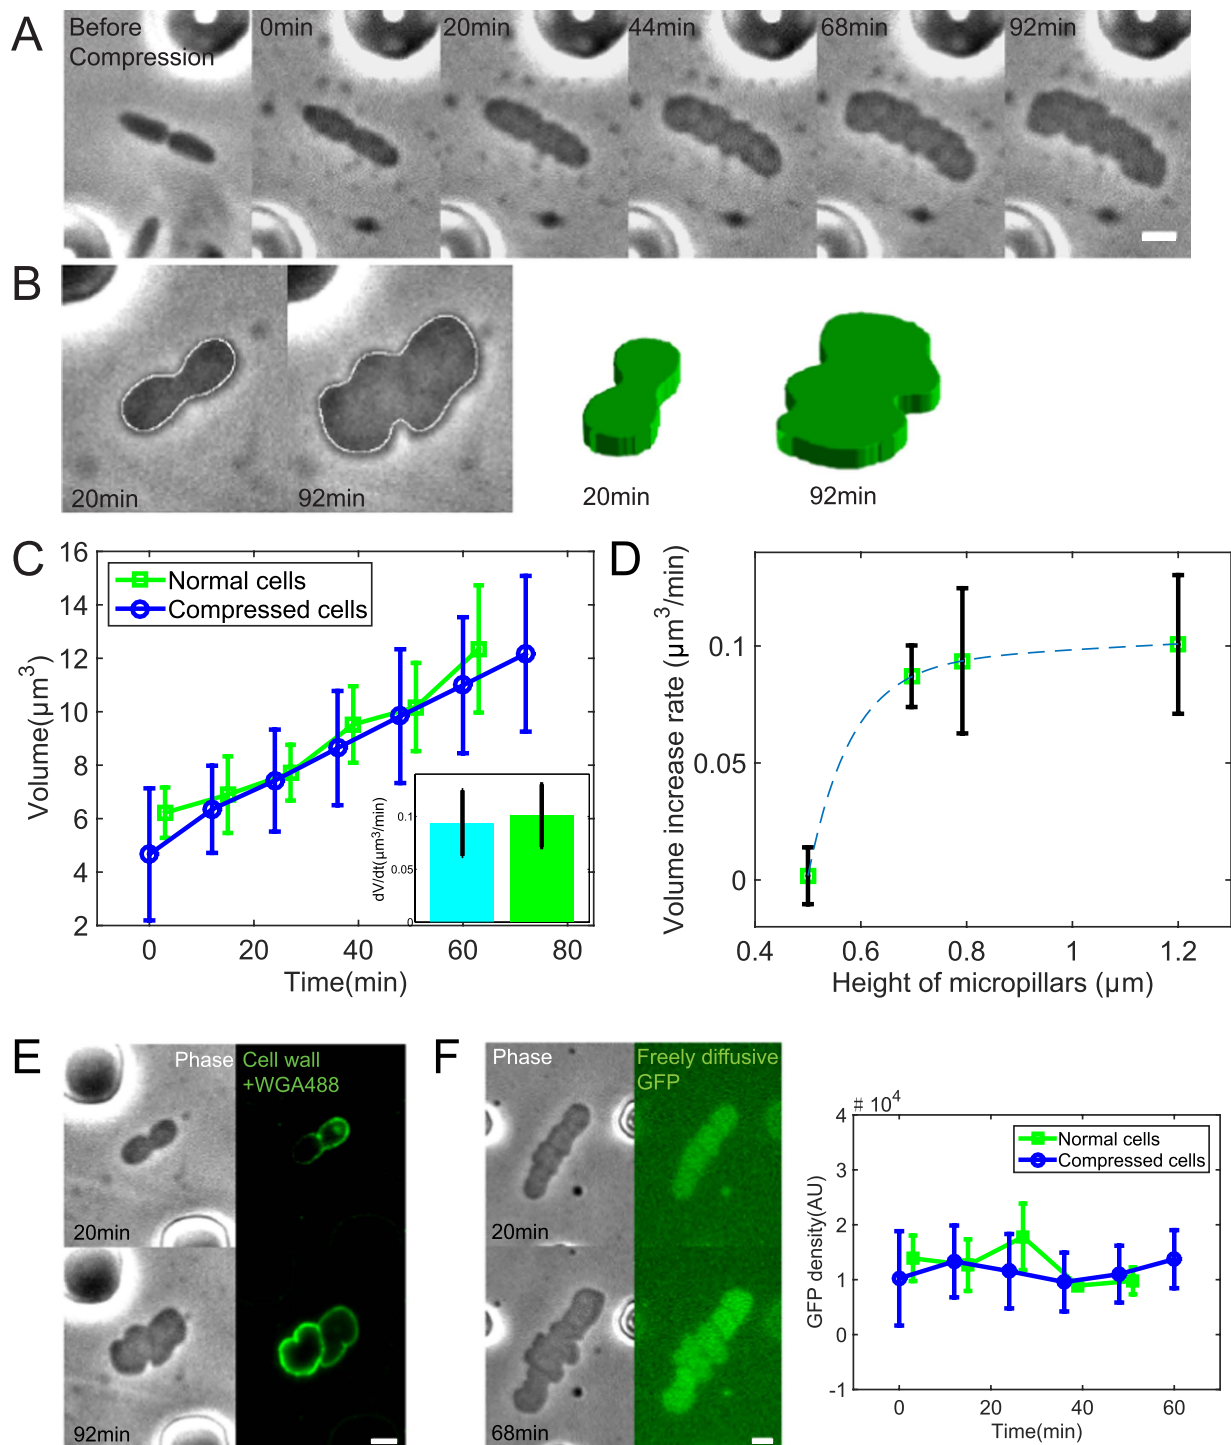 A
Before
Compression
0min
20min
44min
68min
92min
B
20min
92min
20min
92min
C
16
14
12
10
8
6
4
2
Volume(µm³)
Normal cells
Compressed cells
dV/dt(µm³/min)
0.1
0.05
0
0
20
40
60
80
Time(min)
D
Volume increase rate (µm³/min)
0.1
0.05
0
0.4
0.6
0.8
1
1.2
Height of micropillars (µm)
E
Phase
Cell wall
+WGA488
20min
92min
F
Phase
Freely diffusive
GFP
20min
68min
# 10⁴
4
3
2
1
0
-1
GFP density(AU)
Normal cells
Compressed cells
0
20
40
60
Time(min)